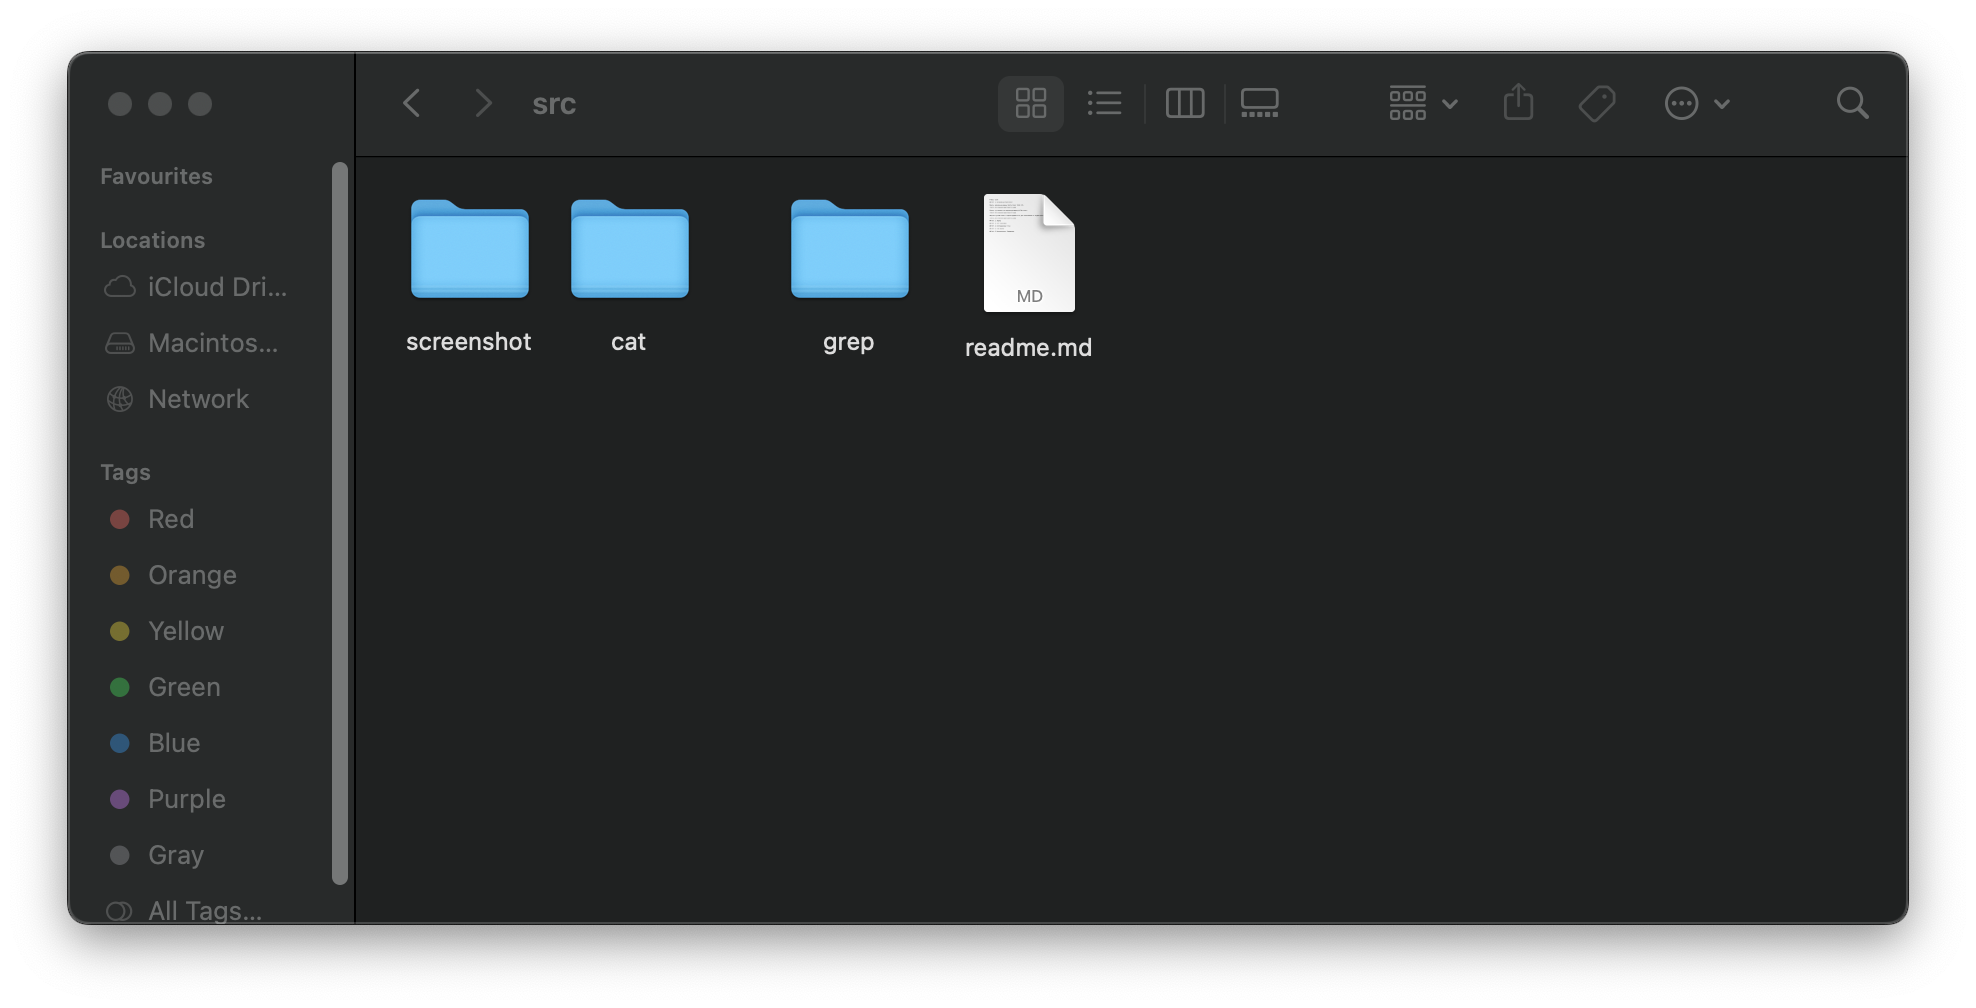 src
Favourites
Locations
iCloud Dri...
Macintos...
Network
Tags
Red
Orange
Yellow
Green
Blue
Purple
Gray
All Tags...
screenshot
cat
grep
MD
readme.md